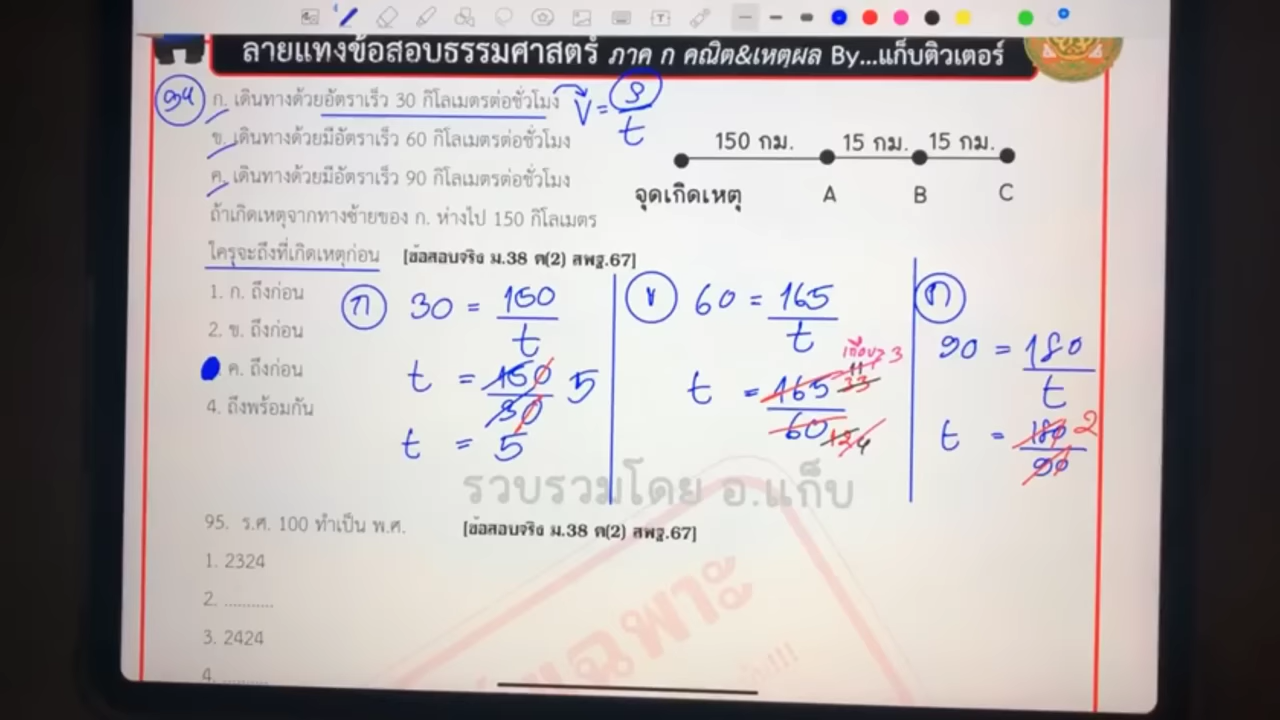 ลายแทงข้อสอบธรรมศาสตร์ ภาค ก คณิต&เหตุผล By...แก็บติวเตอร์
94 ก. เดินทางด้วยอัตราเร็ว 30 กิโลเมตรต่อชั่วโมง V = S / t
ข. เดินทางด้วยมีอัตราเร็ว 60 กิโลเมตรต่อชั่วโมง
150 กม. 15 กม. 15 กม.
ค. เดินทางด้วยมีอัตราเร็ว 90 กิโลเมตรต่อชั่วโมง
จุดเกิดเหตุ A B C
ถ้าเกิดเหตุจากทางซ้ายของ ก. ห่างไป 150 กิโลเมตร
ใครจะถึงที่เกิดเหตุก่อน [ข้อสอบจริง ม.38 ค(2) สพฐ.67]
1. ก. ถึงก่อน
2. ข. ถึงก่อน
ค. ถึงก่อน
4. ถึงพร้อมกัน
ก 30 = 150 / t
t = 150 / 30 5
t = 5
ข 60 = 165 / t
เกือบๆ 3
t = 165 / 60 33 / 12 11 / 4
ค 90 = 180 / t
t = 180 / 90 2
รวบรวมโดย อ.แก็บ
95. ร.ศ. 100 ทำเป็น พ.ศ. [ข้อสอบจริง ม.38 ค(2) สพฐ.67]
1. 2324
2. ...........
3. 2424
4. ..........
เฉพาะ